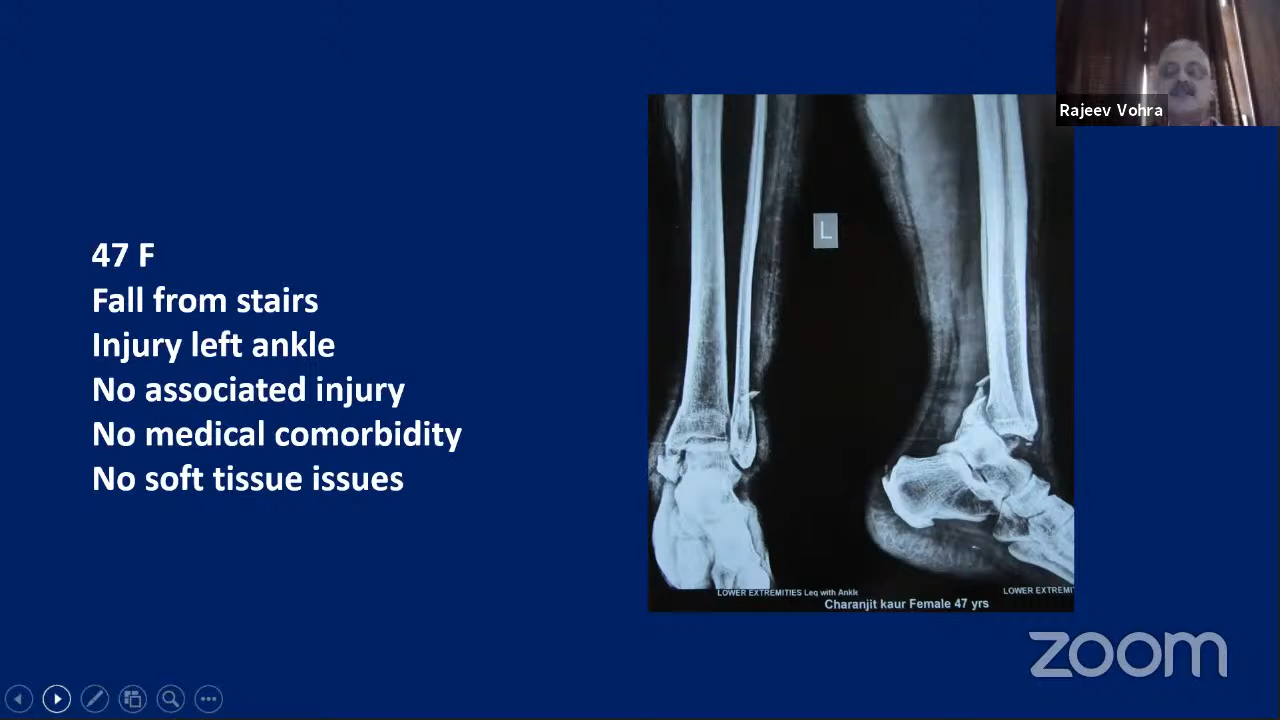 47 F
Fall from stairs
Injury left ankle
No associated injury
No medical comorbidity
No soft tissue issues
Rajeev Vohra
L
LOWER EXTREMITIES Leg with Ankle
LOWER EXTREMIT
Charanjit kaur Female 47 yrs
zoom